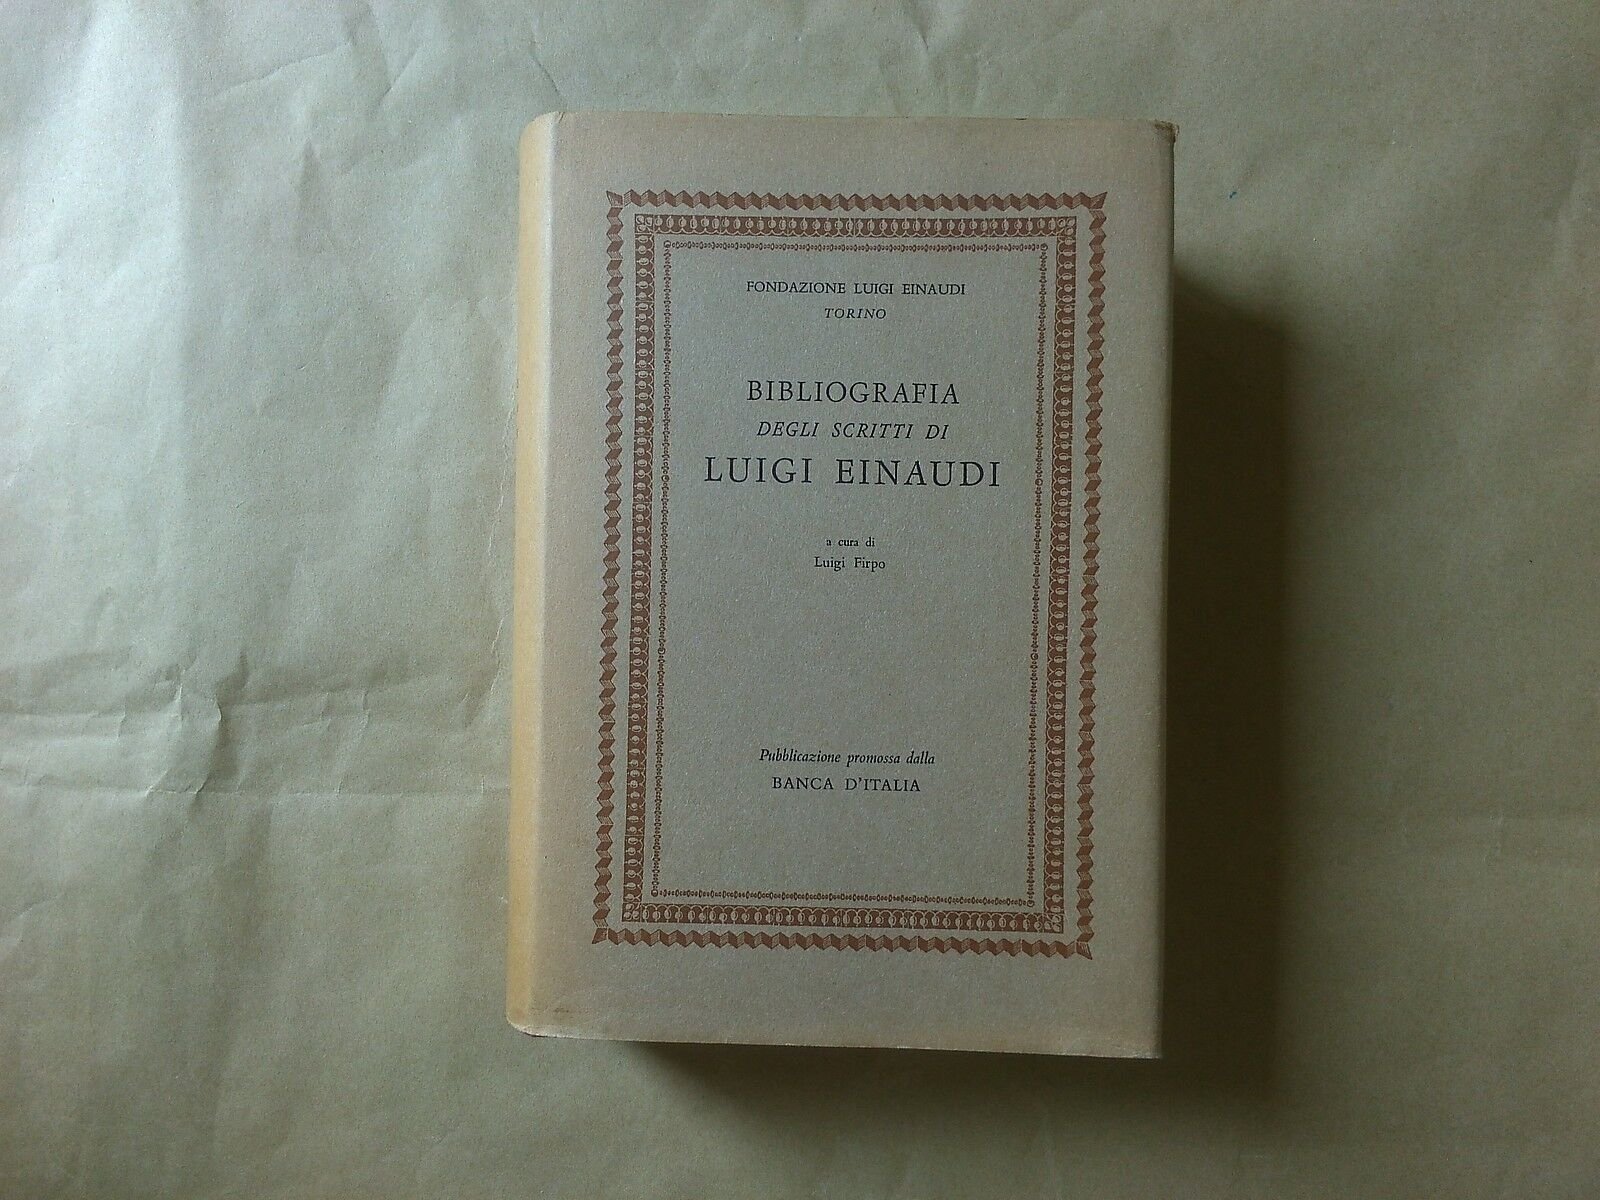 FONDAZIONE LUIGI EINAUDI
TORINO
BIBLIOGRAFIA
DEGLI SCRITTI DI
LUIGI EINAUDI
a cura di
Luigi Firpo
Pubblicazione promossa dalla
BANCA D'ITALIA